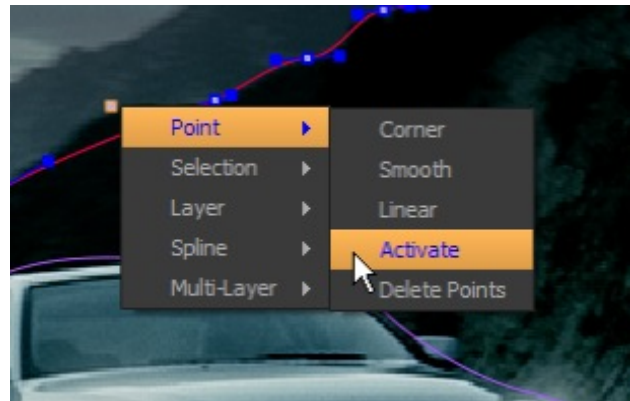 Point
Selection
Layer
Spline
Multi-Layer
Corner
Smooth
Linear
Activate
Delete Points